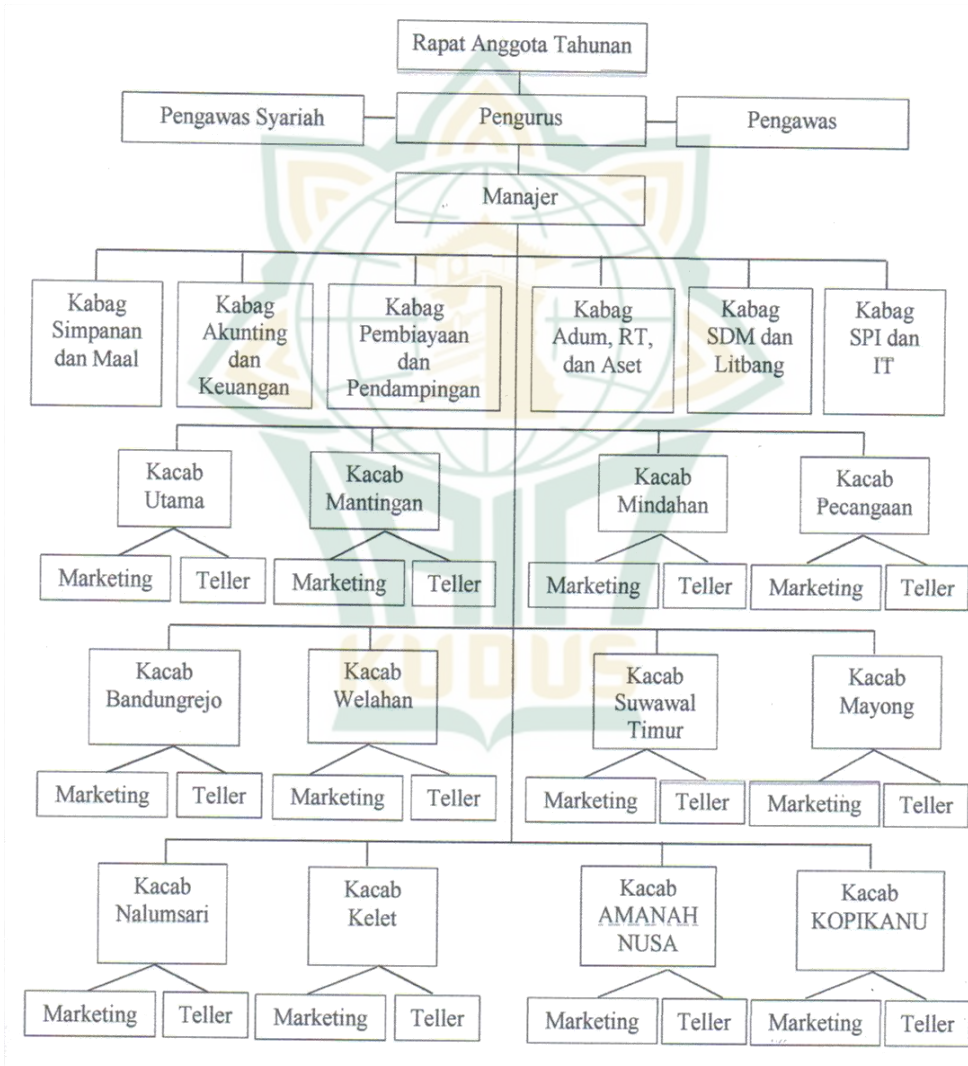 Rapat Anggota Tahunan
Pengawas Syariah
Pengurus
Pengawas
Manajer
Kabag
Simpanan
dan Maal
Kabag
Akunting
dan
Keuangan
Kabag
Pembiayaan
dan
Pendampingan
Kabag
Adum, RT,
dan Aset
Kabag
SDM dan
Litbang
Kabag
SPI dan
IT
Kacab
Utama
Kacab
Mantingan
Kacab
Mindahan
Kacab
Pecangaan
Marketing
Teller
Marketing
Teller
Marketing
Teller
Marketing
Teller
KUDUS
Kacab
Bandungrejo
Kacab
Welahan
Kacab
Suwawal
Timur
Kacab
Mayong
Marketing
Teller
Marketing
Teller
Marketing
Teller
Marketing
Teller
Kacab
Nalumsari
Kacab
Kelet
Kacab
AMANAH
NUSA
Kacab
KOPIKANU
Marketing
Teller
Marketing
Teller
Marketing
Teller
Marketing
Teller